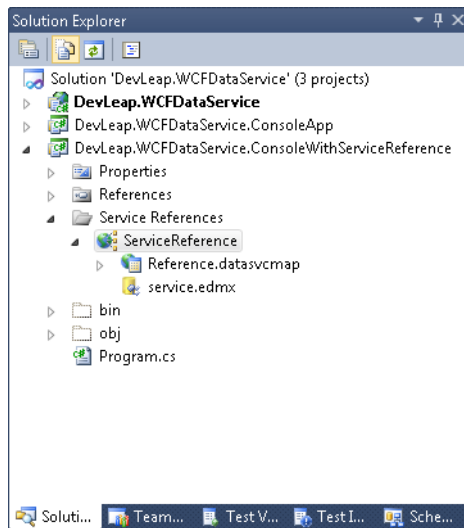 Solution Explorer
Solution 'DevLeap.WCFDataService' (3 projects)
DevLeap.WCFDataService
DevLeap.WCFDataService.ConsoleApp
DevLeap.WCFDataService.ConsoleWithServiceReference
Properties
References
Service References
ServiceReference
Reference.datasvcmap
service.edmx
bin
obj
Program.cs
Soluti... Team... Test V... Test I... Sche...